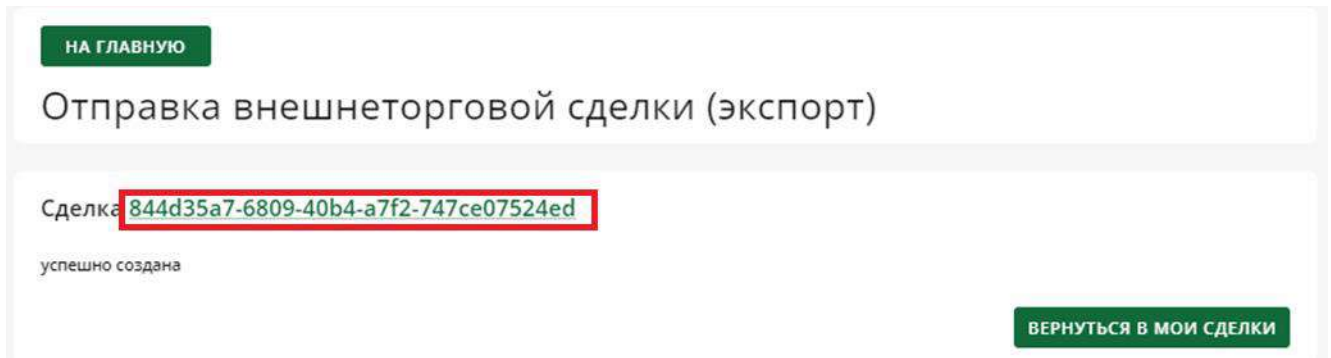 НА ГЛАВНУЮ
Отправка внешнеторговой сделки (экспорт)
Сделка 844d35a7-6809-40b4-a7f2-747ce07524ed
успешно создана
ВЕРНУТЬСЯ В МОИ СДЕЛКИ